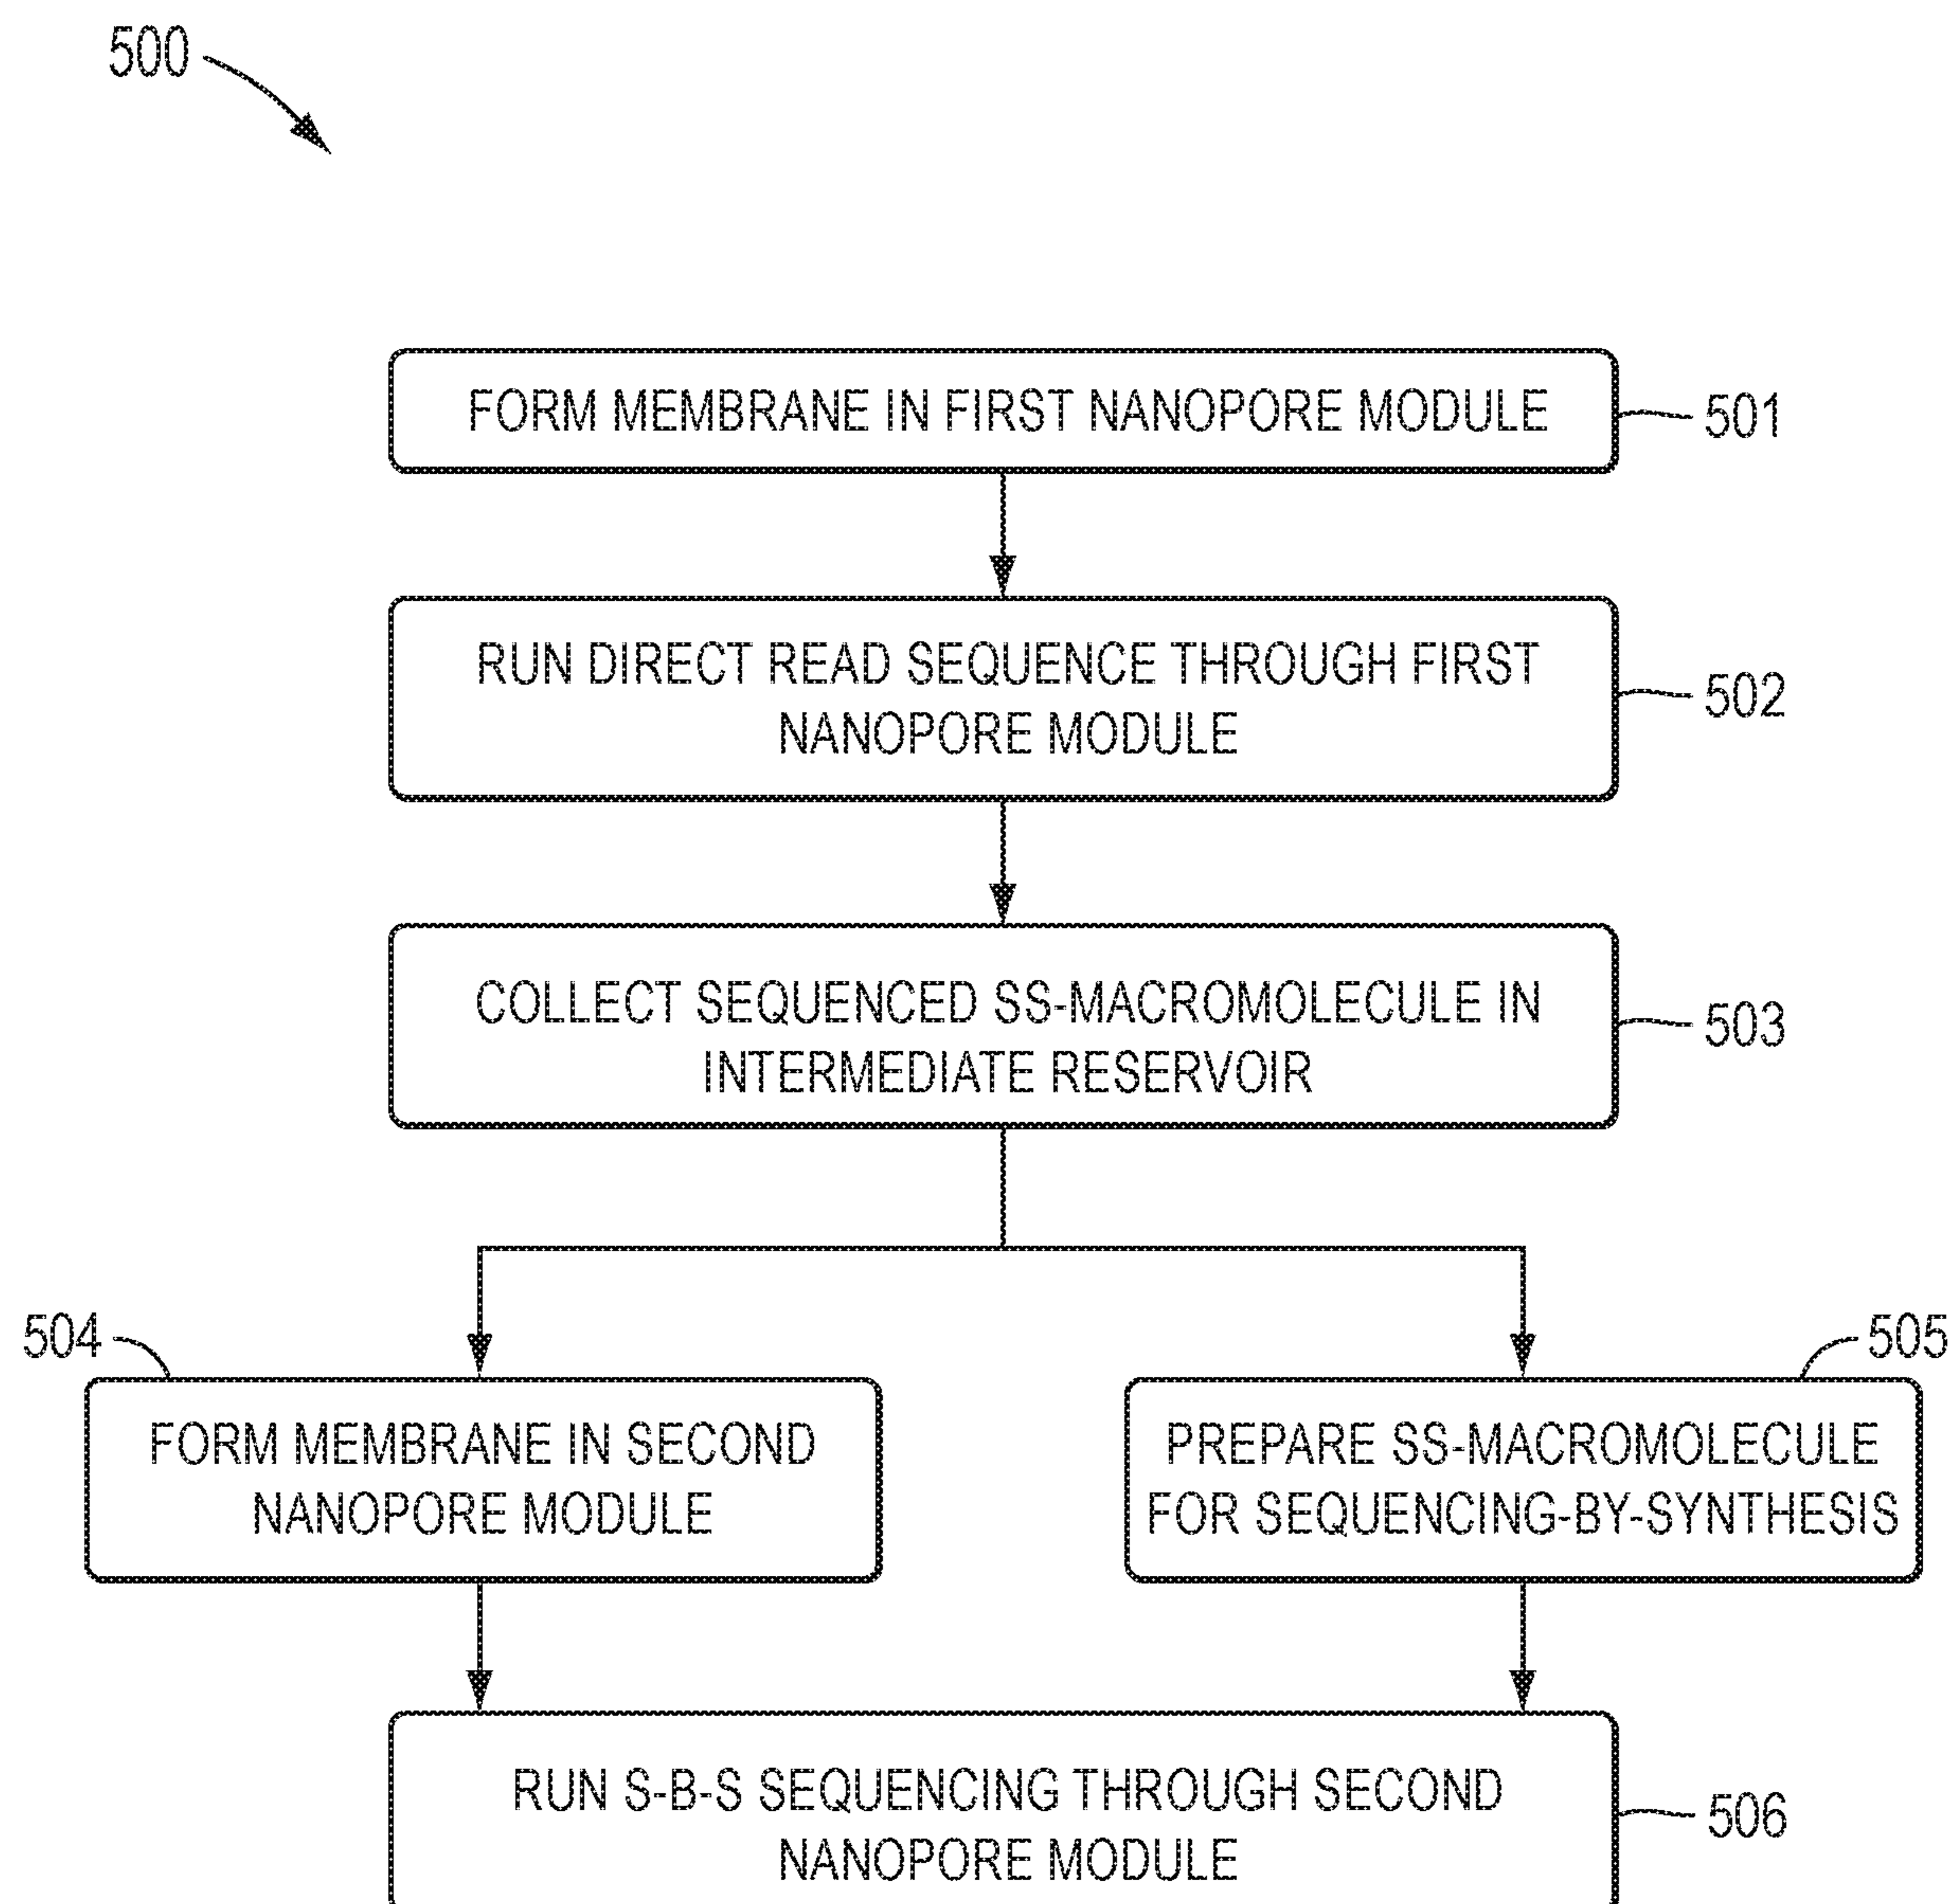 500
FORM MEMBRANE IN FIRST NANOPORE MODULE
501
RUN DIRECT READ SEQUENCE THROUGH FIRST
NANOPORE MODULE
502
COLLECT SEQUENCED SS-MACROMOLECULE IN
INTERMEDIATE RESERVOIR
503
504
FORM MEMBRANE IN SECOND
NANOPORE MODULE
505
PREPARE SS-MACROMOLECULE
FOR SEQUENCING-BY-SYNTHESIS
RUN S-B-S SEQUENCING THROUGH SECOND
NANOPORE MODULE
506